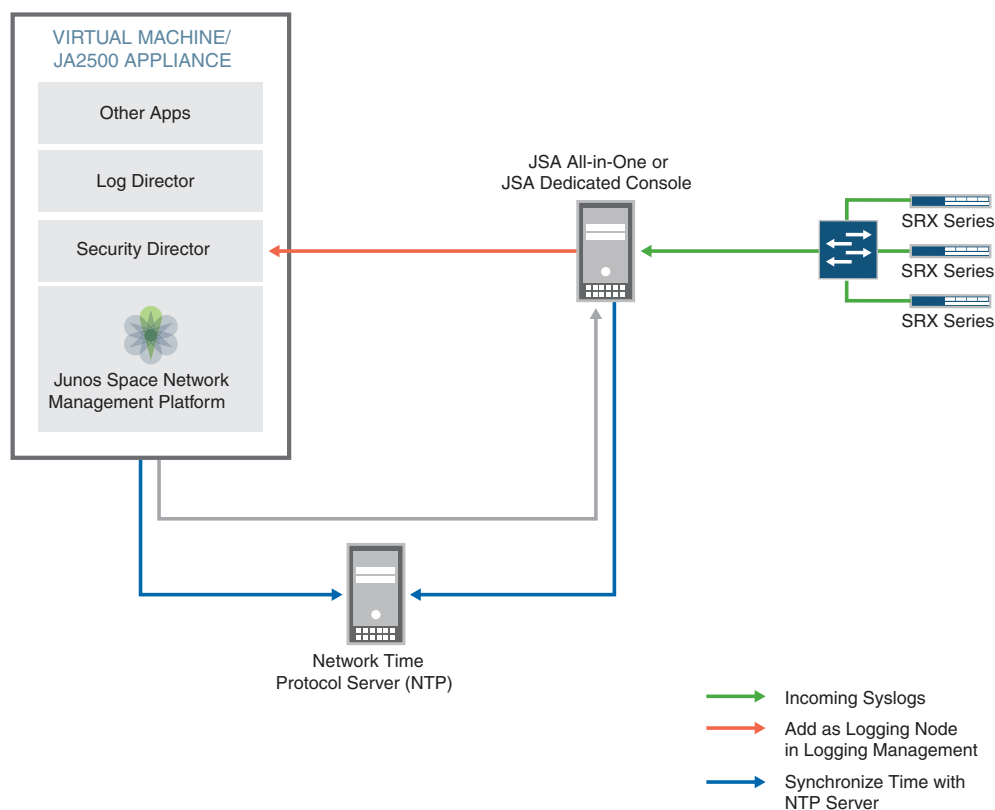 VIRTUAL MACHINE/
JA2500 APPLIANCE
Other Apps
Log Director
Security Director
Junos Space Network
Management Platform
JSA All-in-One or
JSA Dedicated Console
SRX Series
SRX Series
SRX Series
Network Time
Protocol Server (NTP)
Incoming Syslogs
Add as Logging Node
in Logging Management
Synchronize Time with
NTP Server